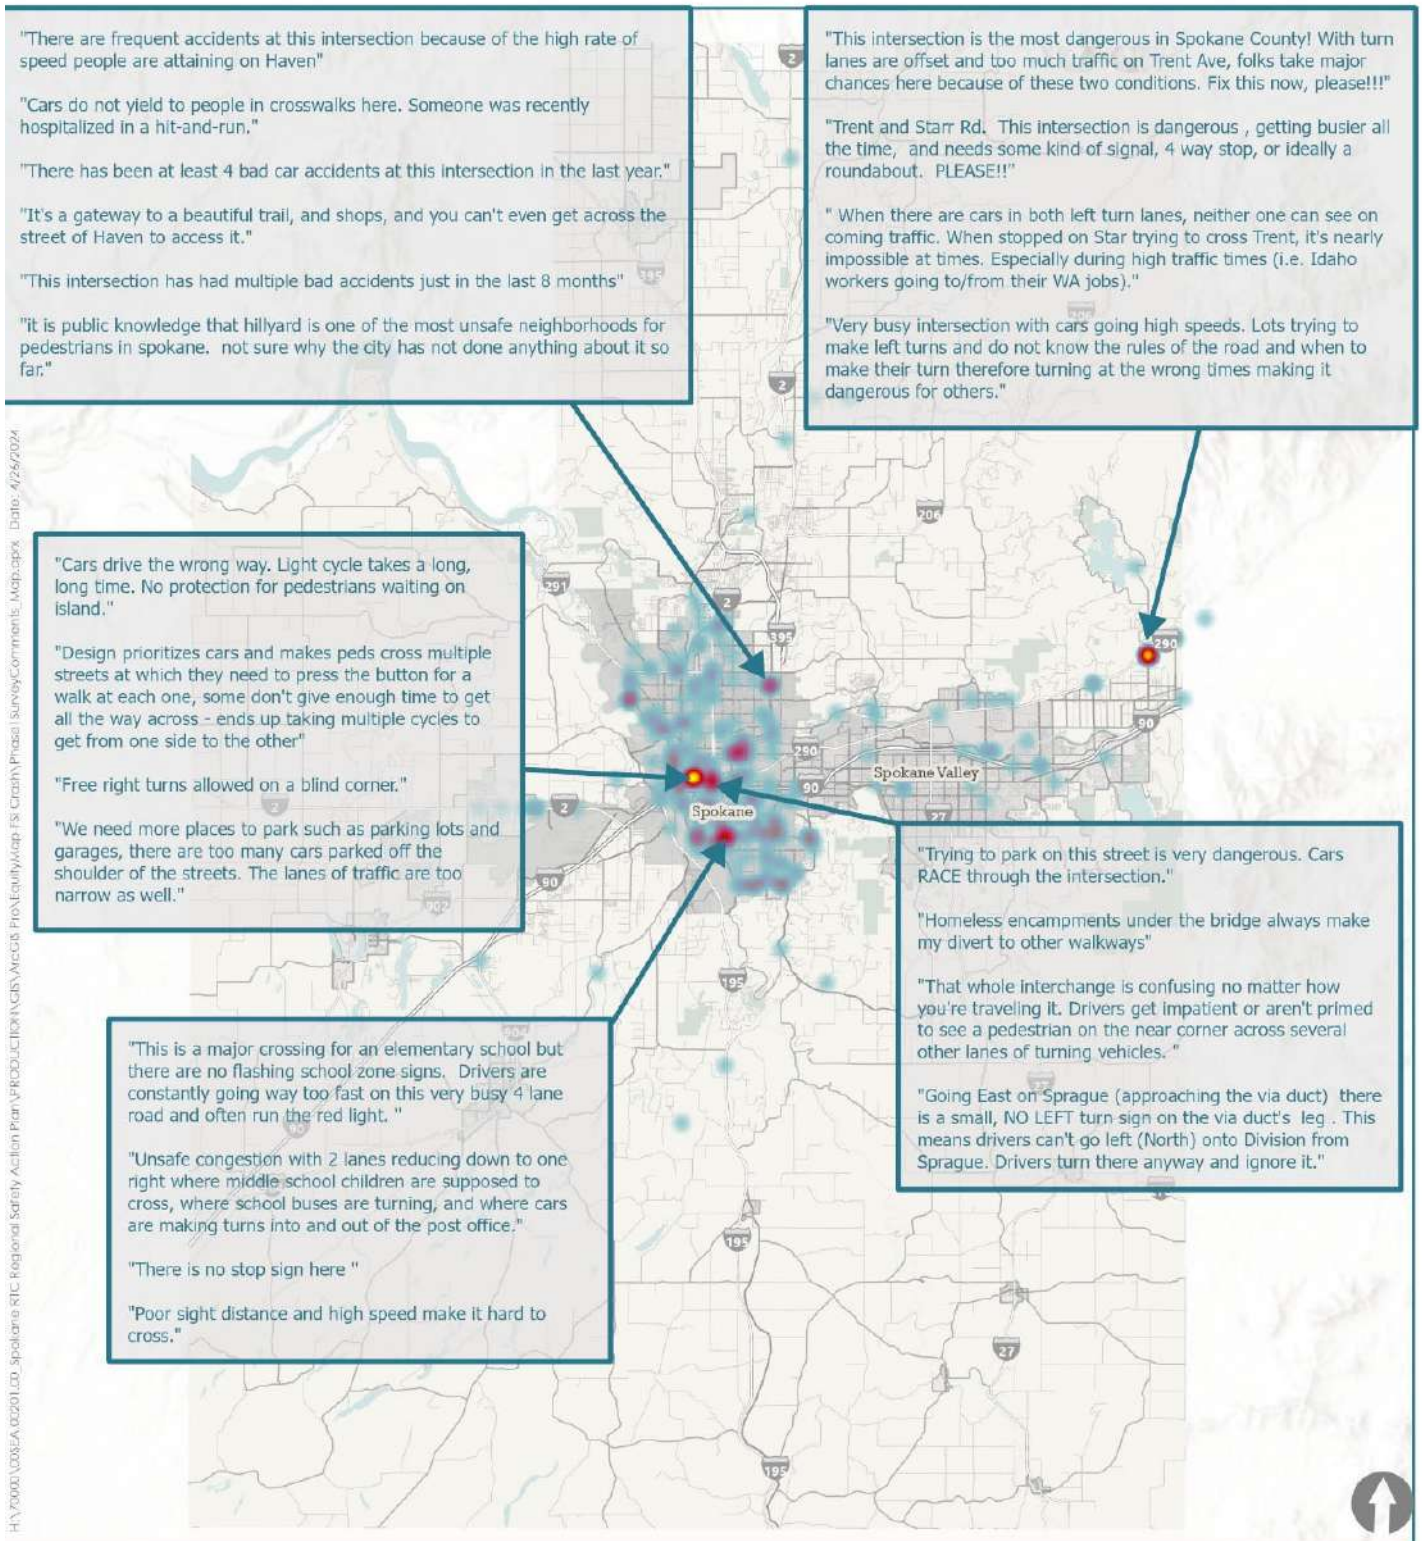 "There are frequent accidents at this intersection because of the high rate of
speed people are attaining on Haven"
"Cars do not yield to people in crosswalks here. Someone was recently
hospitalized in a hit-and-run."
"There has been at least 4 bad car accidents at this intersection in the last year."
"It's a gateway to a beautiful trail, and shops, and you can't even get across the
street of Haven to access it."
"This intersection has had multiple bad accidents just in the last 8 months"
"it is public knowledge that hillyard is one of the most unsafe neighborhoods for
pedestrians in spokane. not sure why the city has not done anything about it so
far."
"This intersection is the most dangerous in Spokane County! With turn
lanes are offset and too much traffic on Trent Ave, folks take major
chances here because of these two conditions. Fix this now, please!!!"
"Trent and Starr Rd. This intersection is dangerous , getting busier all
the time, and needs some kind of signal, 4 way stop, or ideally a
roundabout. PLEASE!!"
" When there are cars in both left turn lanes, neither one can see on
coming traffic. When stopped on Star trying to cross Trent, it's nearly
impossible at times. Especially during high traffic times (i.e. Idaho
workers going to/from their WA jobs)."
"Very busy intersection with cars going high speeds. Lots trying to
make left turns and do not know the rules of the road and when to
make their turn therefore turning at the wrong times making it
dangerous for others."
2
395
206
2
206
291
2
395
290
"Cars drive the wrong way. Light cycle takes a long,
long time. No protection for pedestrians waiting on
island."
"Design prioritizes cars and makes peds cross multiple
streets at which they need to press the button for a
walk at each one, some don't give enough time to get
all the way across - ends up taking multiple cycles to
get from one side to the other"
"Free right turns allowed on a blind corner."
"We need more places to park such as parking lots and
garages, there are too many cars parked off the
shoulder of the streets. The lanes of traffic are too
narrow as well."
90
290
Spokane Valley
90
2
2
Spokane
27
90
902
195
"Trying to park on this street is very dangerous. Cars
RACE through the intersection."
"Homeless encampments under the bridge always make
my divert to other walkways"
"That whole interchange is confusing no matter how
you're traveling it. Drivers get impatient or aren't primed
to see a pedestrian on the near corner across several
other lanes of turning vehicles. "
"Going East on Sprague (approaching the via duct) there
is a small, NO LEFT turn sign on the via duct's leg . This
means drivers can't go left (North) onto Division from
Sprague. Drivers turn there anyway and ignore it."
27
904
90
"This is a major crossing for an elementary school but
there are no flashing school zone signs. Drivers are
constantly going way too fast on this very busy 4 lane
road and often run the red light. "
"Unsafe congestion with 2 lanes reducing down to one
right where middle school children are supposed to
cross, where school buses are turning, and where cars
are making turns into and out of the post office."
"There is no stop sign here "
"Poor sight distance and high speed make it hard to
cross."
195
27
195
Date: 4/26/2024